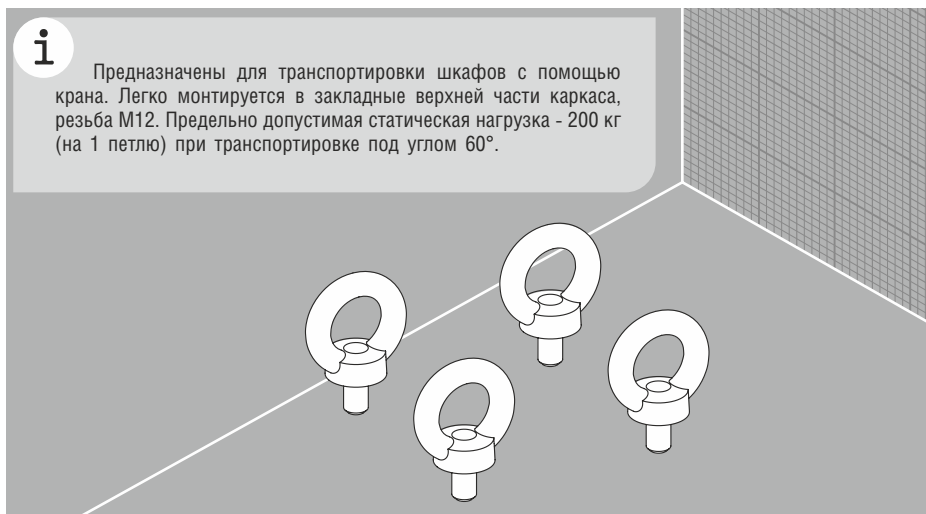 i
Предназначены для транспортировки шкафов с помощью
крана. Легко монтируется в закладные верхней части каркаса,
резьба М12. Предельно допустимая статическая нагрузка - 200 кг
(на 1 петлю) при транспортировке под углом 60°.